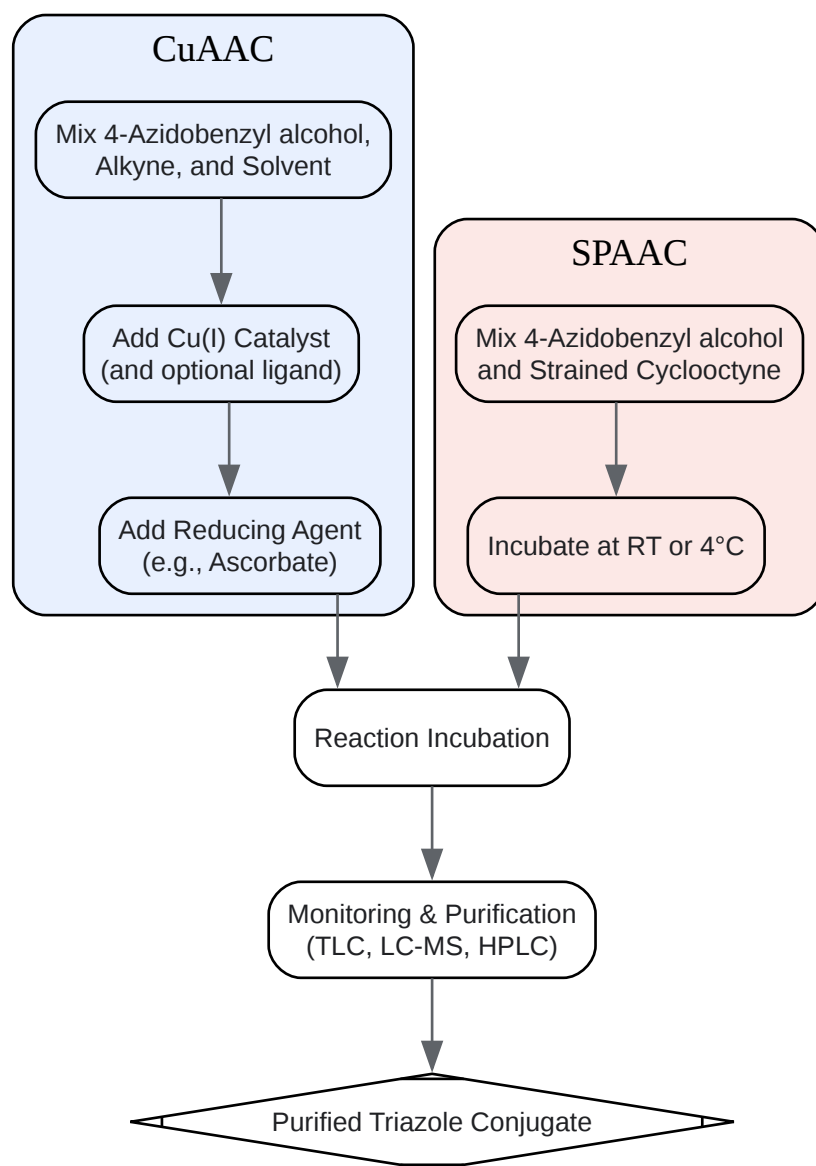 CuAAC
Mix 4-Azidobenzyl alcohol,
Alkyne, and Solvent
Add Cu(I) Catalyst
(and optional ligand)
Add Reducing Agent
(e.g., Ascorbate)
SPAAC
Mix 4-Azidobenzyl alcohol
and Strained Cyclooctyne
Incubate at RT or 4°C
Reaction Incubation
Monitoring & Purification
(TLC, LC-MS, HPLC)
Purified Triazole Conjugate